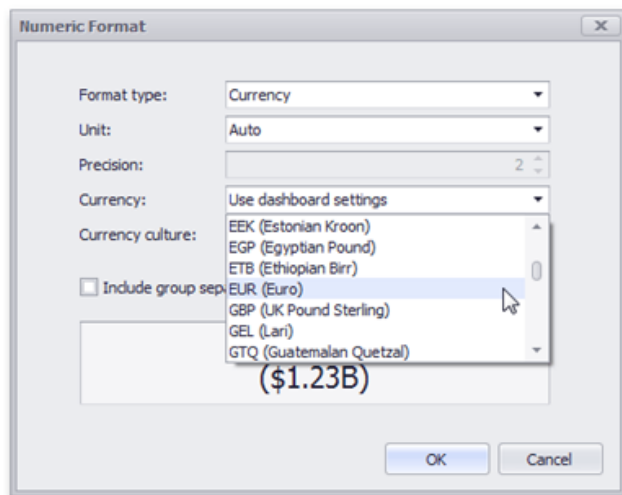 Numeric Format
Format type: Currency
Unit: Auto
Precision: 2
Currency: Use dashboard settings
EEK (Estonian Kroon)
Currency culture: EGP (Egyptian Pound)
ETB (Ethiopian Birr)
Include group sep EUR (Euro)
GBP (UK Pound Sterling)
GEL (Lari)
GTQ (Guatemalan Quetzal)
($1.23B)
OK Cancel